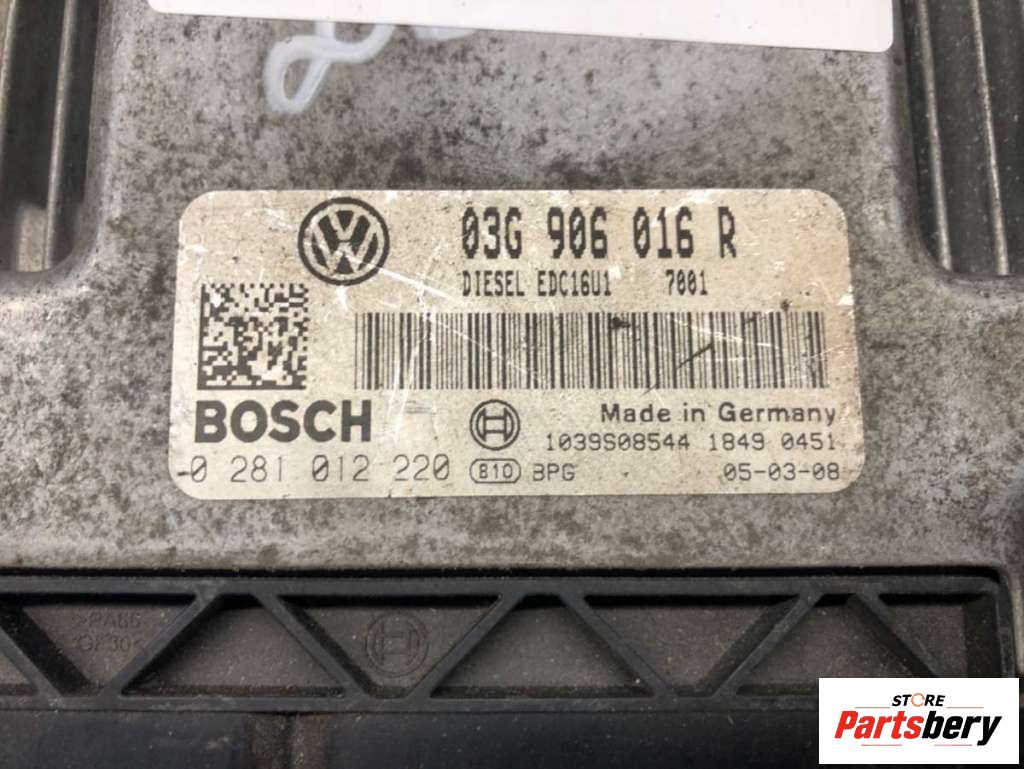 03G 906 016 R
DIESEL EDC16U1 7001
BOSCH
Made in Germany
1039S08544 1849 0451
0 281 012 220 810 BPG 05-03-08
STORE
Partsbery